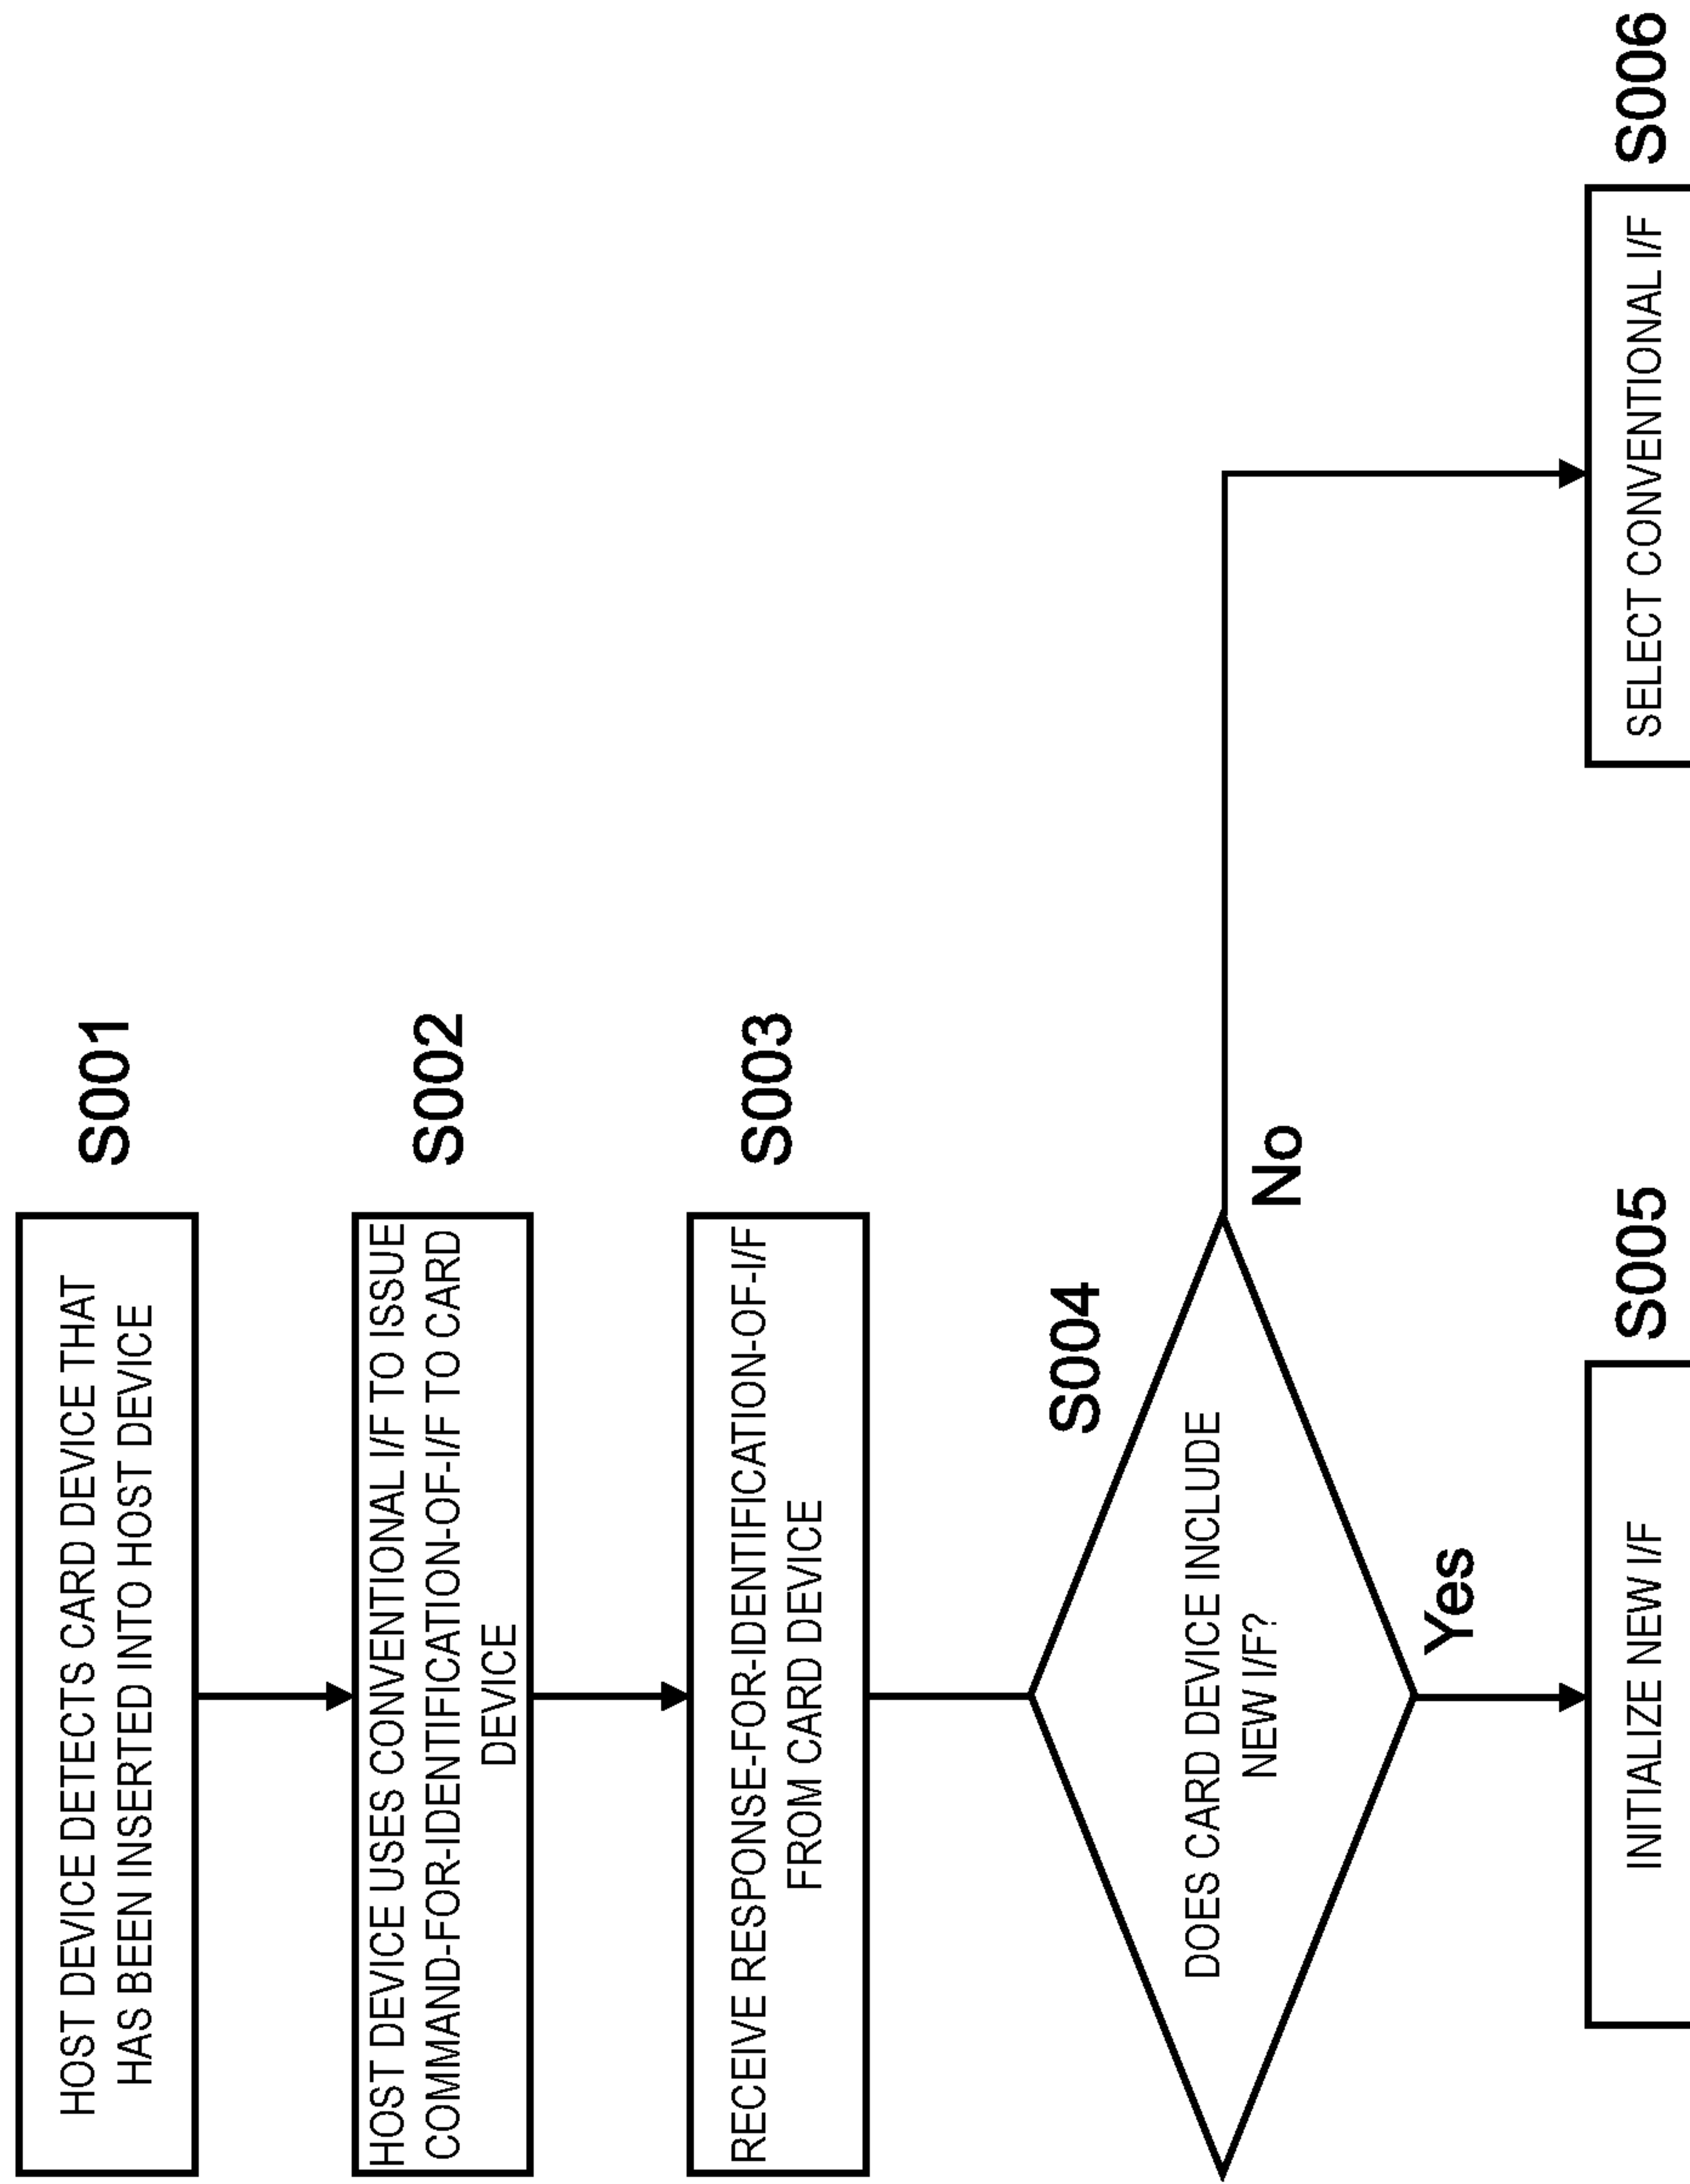 S001
HOST DEVICE DETECTS CARD DEVICE THAT
HAS BEEN INSERTED INTO HOST DEVICE
S002
HOST DEVICE USES CONVENTIONAL I/F TO ISSUE
COMMAND-FOR-IDENTIFICATION-OF-I/F TO CARD
DEVICE
S003
RECEIVE RESPONSE-FOR-IDENTIFICATION-OF-I/F
FROM CARD DEVICE
S004
DOES CARD DEVICE INCLUDE
NEW I/F?
No
Yes
S005
INITIALIZE NEW I/F
S006
SELECT CONVENTIONAL I/F